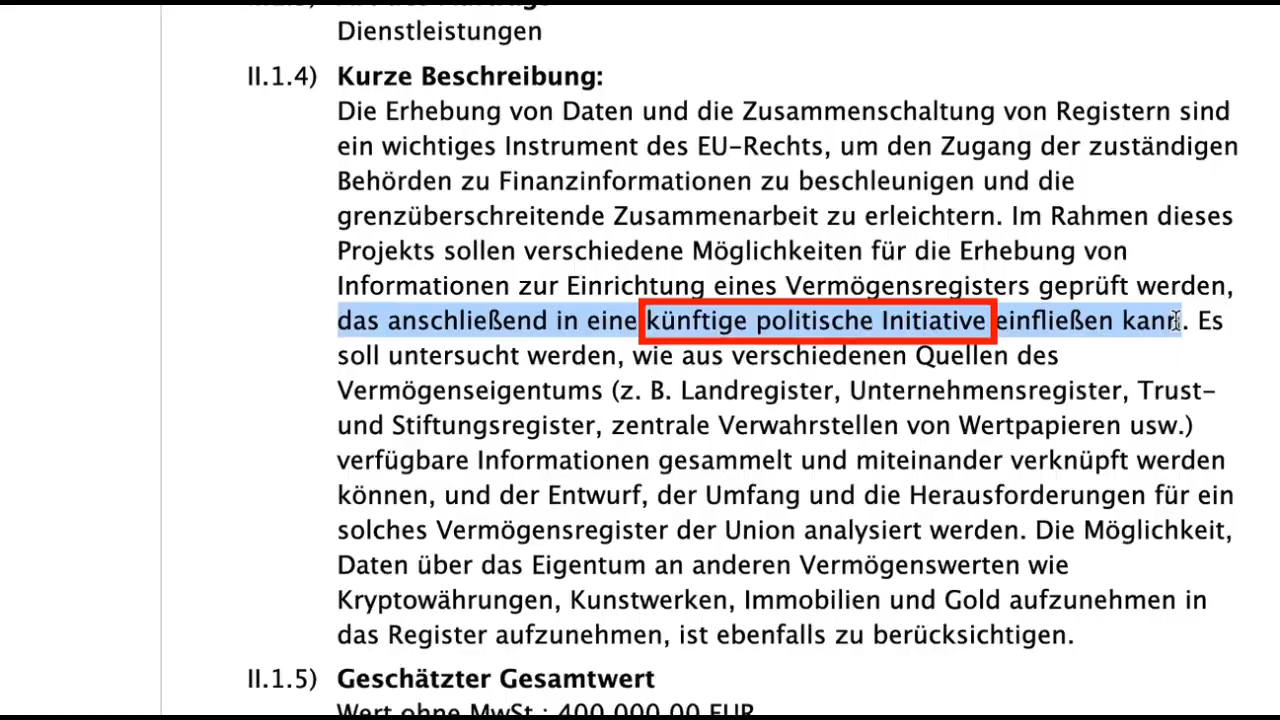 Dienstleistungen
II.1.4) Kurze Beschreibung:
Die Erhebung von Daten und die Zusammenschaltung von Registern sind
ein wichtiges Instrument des EU-Rechts, um den Zugang der zuständigen
Behörden zu Finanzinformationen zu beschleunigen und die
grenzüberschreitende Zusammenarbeit zu erleichtern. Im Rahmen dieses
Projekts sollen verschiedene Möglichkeiten für die Erhebung von
Informationen zur Einrichtung eines Vermögensregisters geprüft werden,
das anschließend in eine künftige politische Initiative einfließen kann. Es
soll untersucht werden, wie aus verschiedenen Quellen des
Vermögenseigentums (z. B. Landregister, Unternehmensregister, Trust-
und Stiftungsregister, zentrale Verwahrstellen von Wertpapieren usw.)
verfügbare Informationen gesammelt und miteinander verknüpft werden
können, und der Entwurf, der Umfang und die Herausforderungen für ein
solches Vermögensregister der Union analysiert werden. Die Möglichkeit,
Daten über das Eigentum an anderen Vermögenswerten wie
Kryptowährungen, Kunstwerken, Immobilien und Gold aufzunehmen in
das Register aufzunehmen, ist ebenfalls zu berücksichtigen.
II.1.5) Geschätzter Gesamtwert
Wert ohne MwSt.: 400 000.00 EUR